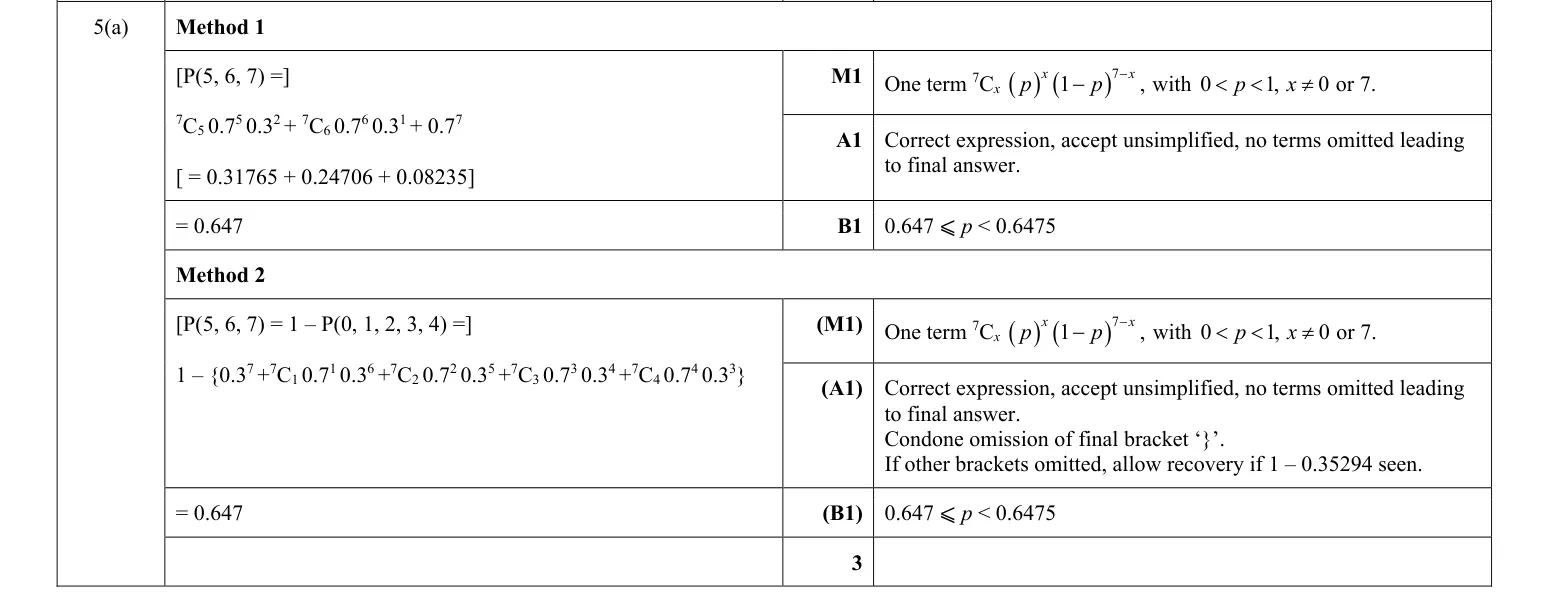 5(a)
Method 1
[P(5, 6, 7) =]
⁷C₅ 0.7⁵ 0.3² + ⁷C₆ 0.7⁶ 0.3¹ + 0.7⁷
[ = 0.31765 + 0.24706 + 0.08235]
M1
One term ⁷Cₓ (p)ˣ (1 − p)⁷⁻ˣ , with 0 < p < 1, x ≠ 0 or 7.
A1
Correct expression, accept unsimplified, no terms omitted leading
to final answer.
= 0.647
B1
0.647 ⩽ p < 0.6475
Method 2
[P(5, 6, 7) = 1 – P(0, 1, 2, 3, 4) =]
1 – {0.3⁷ +⁷C₁ 0.7¹ 0.3⁶ +⁷C₂ 0.7² 0.3⁵ +⁷C₃ 0.7³ 0.3⁴ +⁷C₄ 0.7⁴ 0.3³}
(M1)
One term ⁷Cₓ (p)ˣ (1 − p)⁷⁻ˣ , with 0 < p < 1, x ≠ 0 or 7.
(A1)
Correct expression, accept unsimplified, no terms omitted leading
to final answer.
Condone omission of final bracket ‘}’.
If other brackets omitted, allow recovery if 1 – 0.35294 seen.
= 0.647
(B1)
0.647 ⩽ p < 0.6475
3